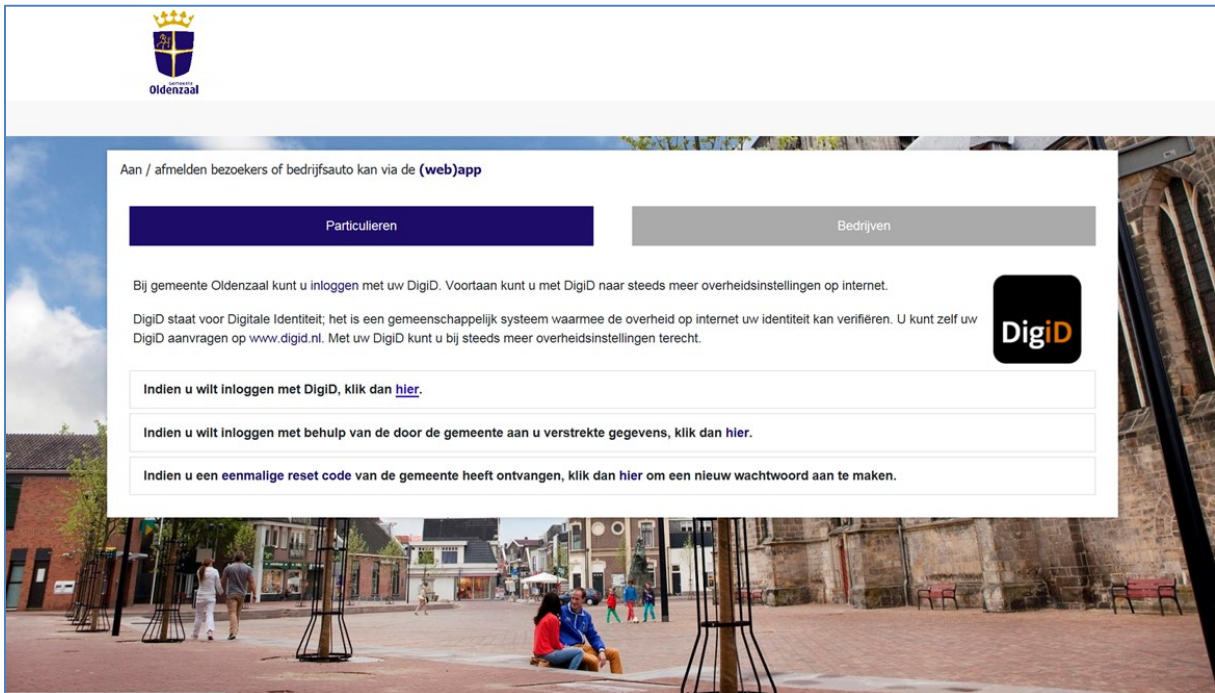 Gemeente
Oldenzaal
Aan / afmelden bezoekers of bedrijfsauto kan via de (web)app
Particulieren
Bedrijven
Bij gemeente Oldenzaal kunt u inloggen met uw DigiD. Voortaan kunt u met DigiD naar steeds meer overheidsinstellingen op internet.
DigiD staat voor Digitale Identiteit; het is een gemeenschappelijk systeem waarmee de overheid op internet uw identiteit kan verifiëren. U kunt zelf uw
DigiD aanvragen op www.digid.nl. Met uw DigiD kunt u bij steeds meer overheidsinstellingen terecht.
DigiD
Indien u wilt inloggen met DigiD, klik dan hier.
Indien u wilt inloggen met behulp van de door de gemeente aan u verstrekte gegevens, klik dan hier.
Indien u een eenmalige reset code van de gemeente heeft ontvangen, klik dan hier om een nieuw wachtwoord aan te maken.